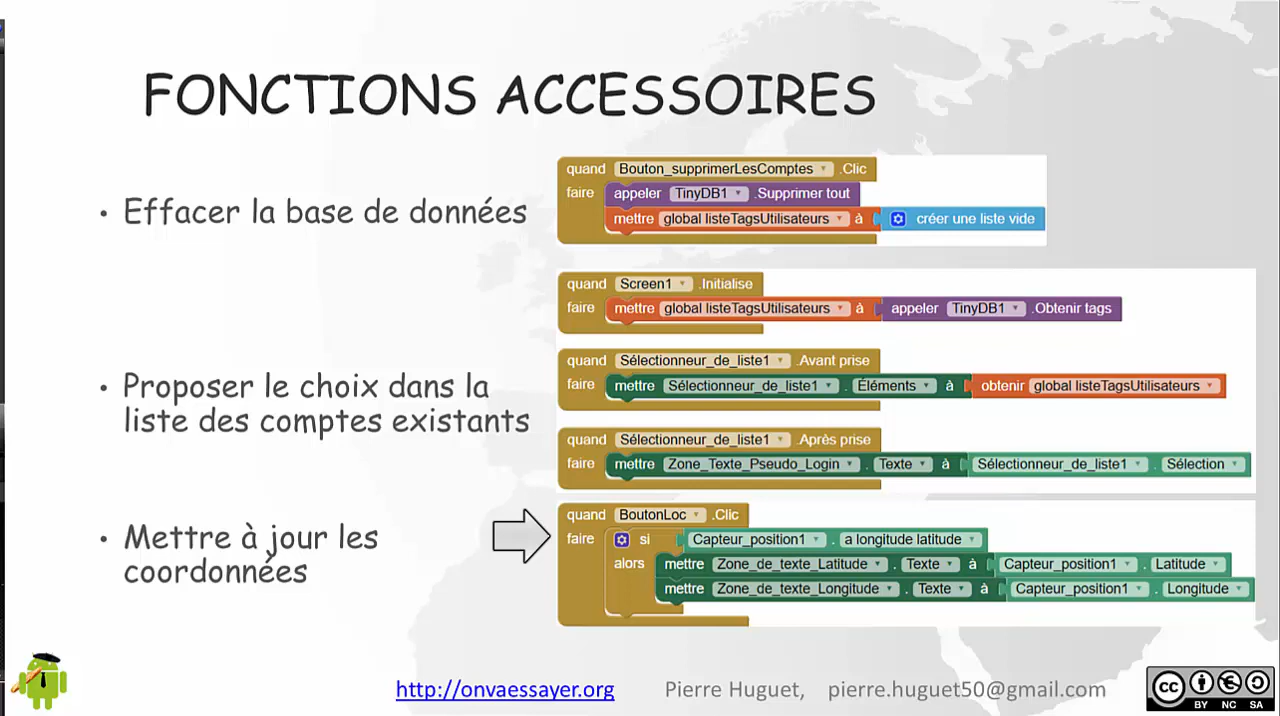 FONCTIONS ACCESSOIRES
• Effacer la base de données
quand Bouton_supprimerLesComptes .Clic
faire appeler TinyDB1 .Supprimer tout
mettre global listeTagsUtilisateurs à créer une liste vide
quand Screen1 .Initialise
faire mettre global listeTagsUtilisateurs à appeler TinyDB1 .Obtenir tags
• Proposer le choix dans la
liste des comptes existants
quand Sélectionneur_de_liste1 .Avant prise
faire mettre Sélectionneur_de_liste1 . Éléments à obtenir global listeTagsUtilisateurs
quand Sélectionneur_de_liste1 .Après prise
faire mettre Zone_Texte_Pseudo_Login . Texte à Sélectionneur_de_liste1 . Sélection
• Mettre à jour les
coordonnées
quand BoutonLoc .Clic
faire si Capteur_position1 . a longitude latitude
alors mettre Zone_de_texte_Latitude . Texte à Capteur_position1 . Latitude
mettre Zone_de_texte_Longitude . Texte à Capteur_position1 . Longitude
http://onvaessayer.org Pierre Huguet, pierre.huguet50@gmail.com
cc BY NC SA